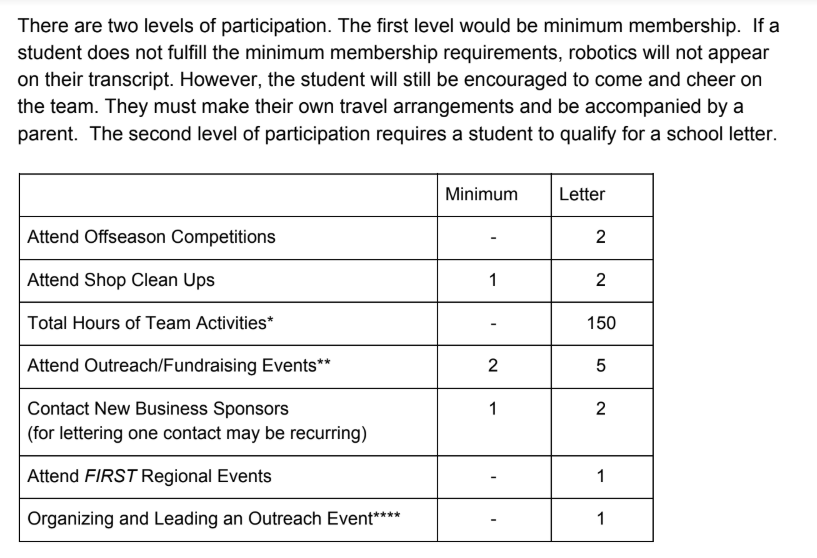 There are two levels of participation. The first level would be minimum membership.  If a
student does not fulfill the minimum membership requirements, robotics will not appear
on their transcript. However, the student will still be encouraged to come and cheer on
the team. They must make their own travel arrangements and be accompanied by a
parent.  The second level of participation requires a student to qualify for a school letter.
Minimum Letter
Attend Offseason Competitions - 2
Attend Shop Clean Ups 1 2
Total Hours of Team Activities* - 150
Attend Outreach/Fundraising Events** 2 5
Contact New Business Sponsors 1 2
(for lettering one contact may be recurring)
Attend FIRST Regional Events - 1
Organizing and Leading an Outreach Event**** - 1